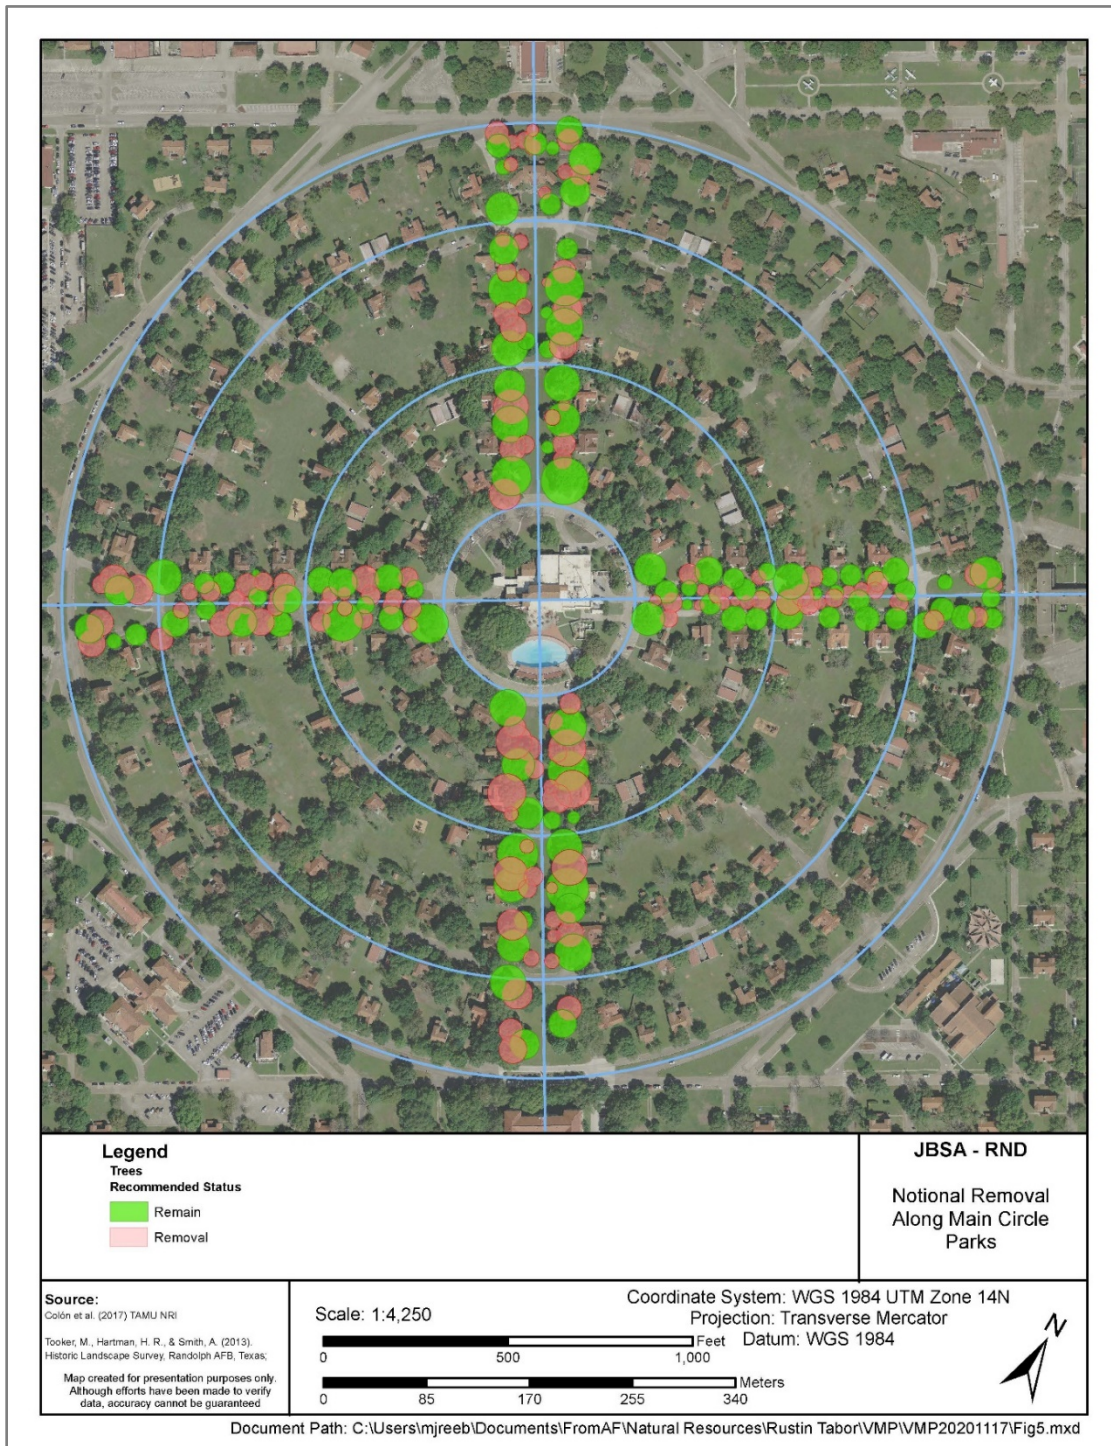 Legend
Trees
Recommended Status
Remain
Removal
JBSA - RND
Notional Removal
Along Main Circle
Parks
Source:
Colón et al. (2017) TAMU NRI
Tooker, M., Hartman, H. R., & Smith, A. (2013).
Historic Landscape Survey, Randolph AFB, Texas;
Map created for presentation purposes only.
Although efforts have been made to verify
data, accuracy cannot be guaranteed
Scale: 1:4,250
Feet
0 500 1,000
Meters
0 85 170 255 340
Coordinate System: WGS 1984 UTM Zone 14N
Projection: Transverse Mercator
Datum: WGS 1984
N
Document Path: C:\Users\mjreeb\Documents\FromAF\Natural Resources\Rustin Tabor\VMP\VMP20201117\Fig5.mxd